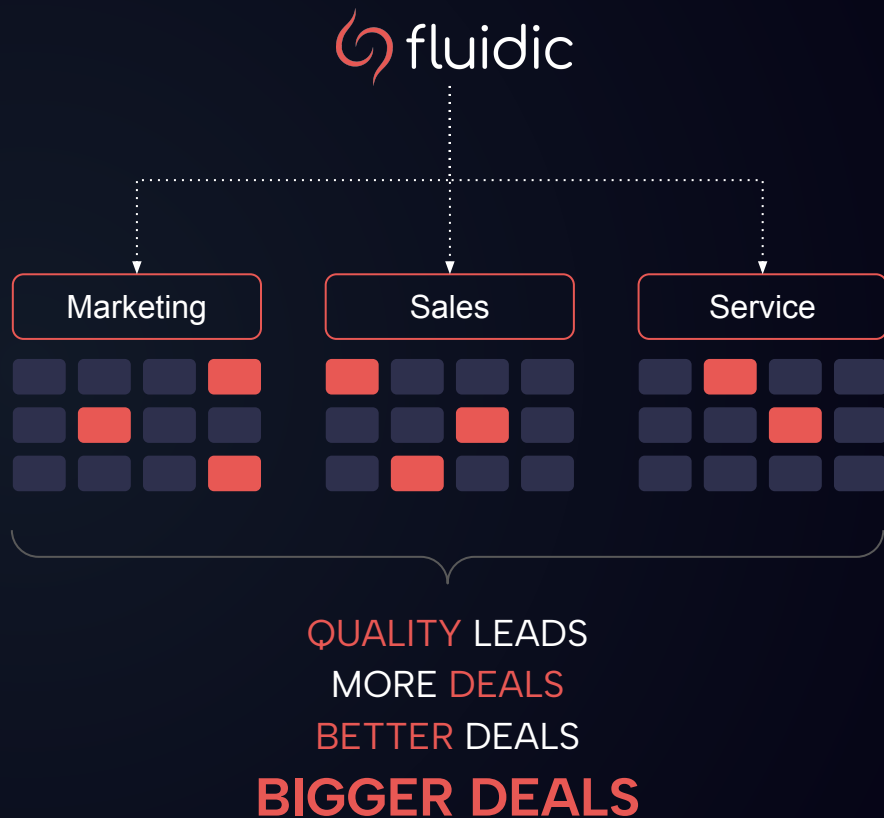 fluidic
Marketing
Sales
Service
QUALITY LEADS
MORE DEALS
BETTER DEALS
BIGGER DEALS